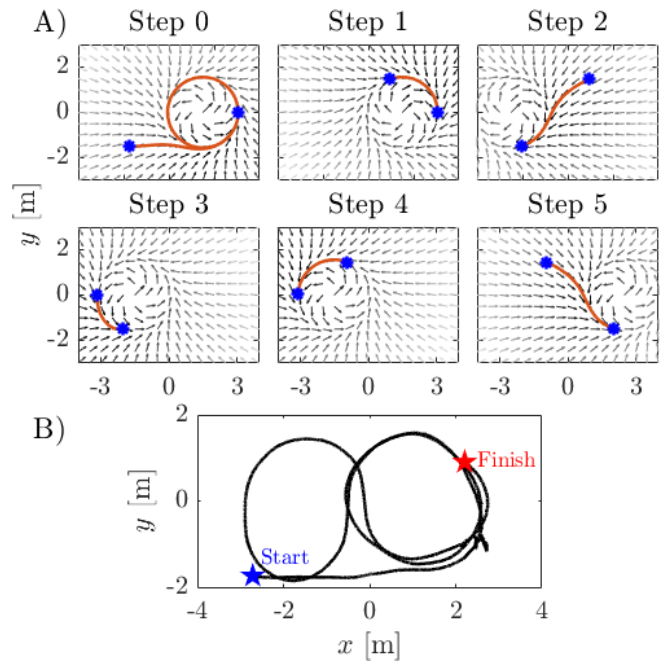 A)
Step 0 Step 1 Step 2
2
0
-2
2
0
-2
y [m]
Step 3 Step 4 Step 5
-3 0 3 -3 0 3 -3 0 3
B)
2
0
-2
y [m]
Finish
Start
-4 -2 0 2 4
x [m]